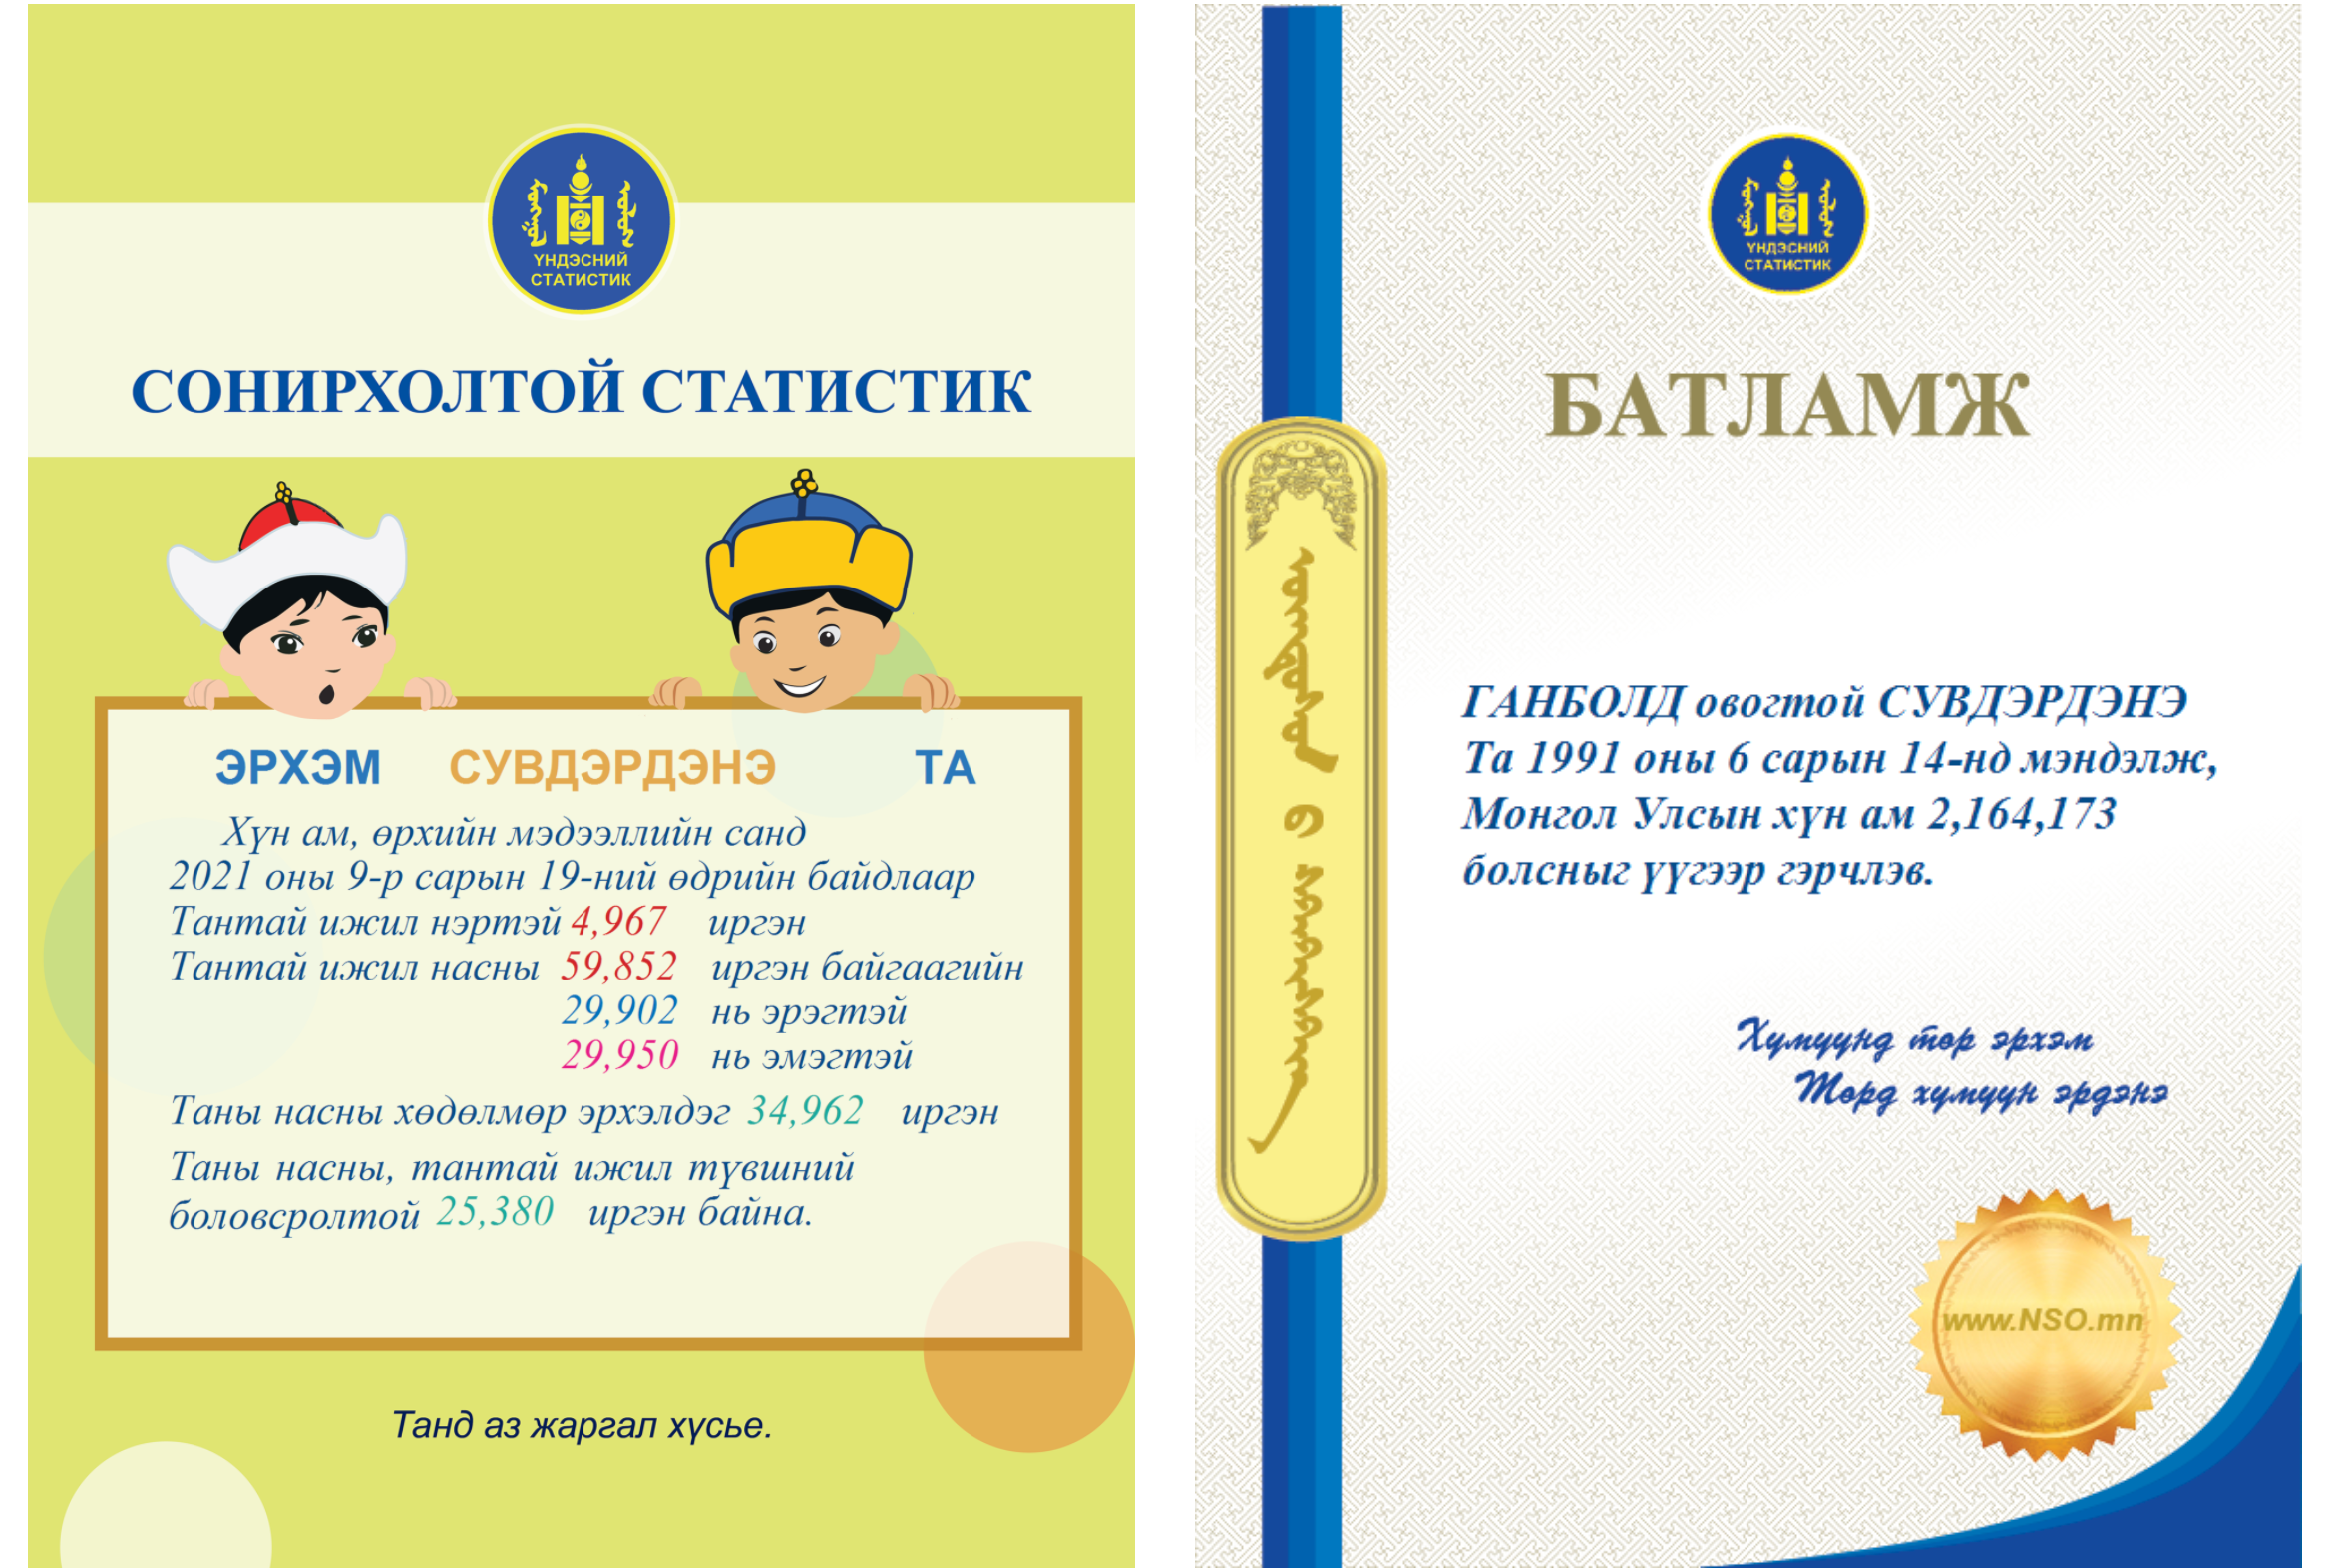 ҮНДЭСНИЙ
СТАТИСТИК
СОНИРХОЛТОЙ СТАТИСТИК
ЭРХЭМ СУВДЭРДЭНЭ ТА
Хүн ам, өрхийн мэдээллийн санд
2021 оны 9-р сарын 19-ний өдрийн байдлаар
Тантай ижил нэртэй 4,967 иргэн
Тантай ижил насны 59,852 иргэн байгаагийн
29,902 нь эрэгтэй
29,950 нь эмэгтэй
Таны насны хөдөлмөр эрхэлдэг 34,962 иргэн
Таны насны, тантай ижил түвшний
боловсролтой 25,380 иргэн байна.
Танд аз жаргал хүсье.
ҮНДЭСНИЙ
СТАТИСТИК
БАТЛАМЖ
ГАНБОЛД овогтой СУВДЭРДЭНЭ
Та 1991 оны 6 сарын 14-нд мэндэлж,
Монгол Улсын хүн ам 2,164,173
болсныг үүгээр гэрчлэв.
Хүмүүнд төр эрхэм
Төрд хүмүүн эрдэнэ
www.NSO.mn